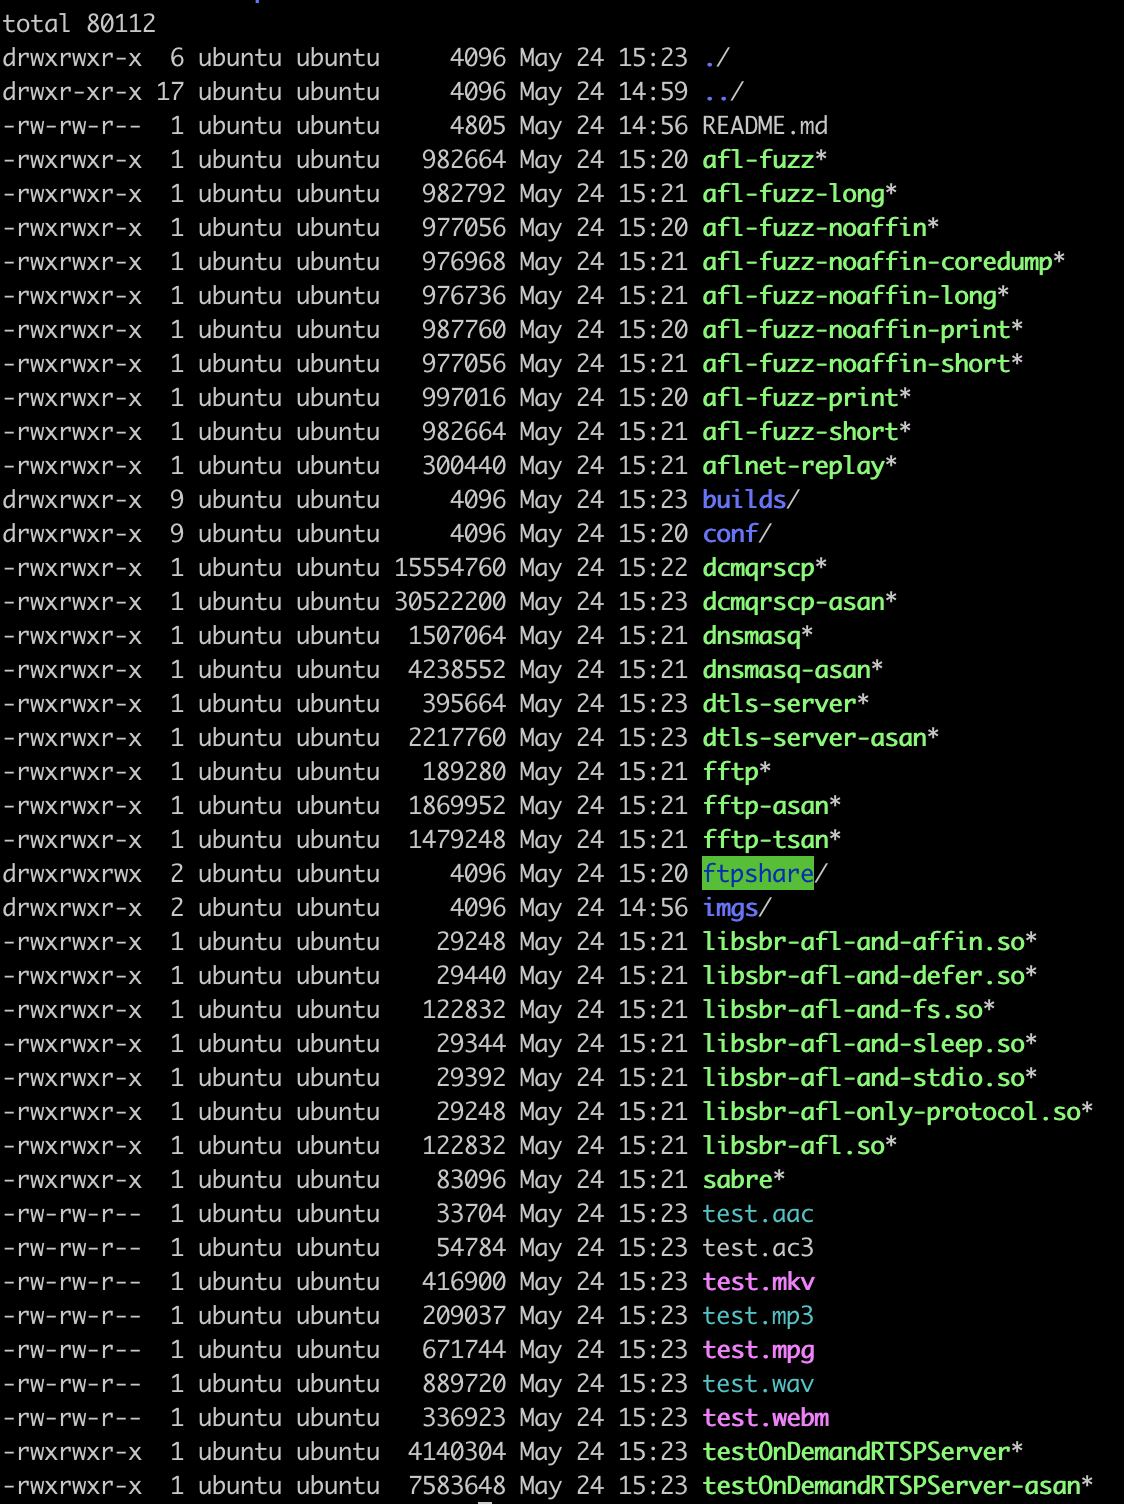 total 80112
drwxrwxr-x  6 ubuntu ubuntu     4096 May 24 15:23 ./
drwxr-xr-x 17 ubuntu ubuntu     4096 May 24 14:59 ../
-rw-rw-r--  1 ubuntu ubuntu     4805 May 24 14:56 README.md
-rwxrwxr-x  1 ubuntu ubuntu   982664 May 24 15:20 afl-fuzz*
-rwxrwxr-x  1 ubuntu ubuntu   982792 May 24 15:21 afl-fuzz-long*
-rwxrwxr-x  1 ubuntu ubuntu   977056 May 24 15:20 afl-fuzz-noaffin*
-rwxrwxr-x  1 ubuntu ubuntu   976968 May 24 15:21 afl-fuzz-noaffin-coredump*
-rwxrwxr-x  1 ubuntu ubuntu   976736 May 24 15:21 afl-fuzz-noaffin-long*
-rwxrwxr-x  1 ubuntu ubuntu   987760 May 24 15:20 afl-fuzz-noaffin-print*
-rwxrwxr-x  1 ubuntu ubuntu   977056 May 24 15:21 afl-fuzz-noaffin-short*
-rwxrwxr-x  1 ubuntu ubuntu   997016 May 24 15:20 afl-fuzz-print*
-rwxrwxr-x  1 ubuntu ubuntu   982664 May 24 15:21 afl-fuzz-short*
-rwxrwxr-x  1 ubuntu ubuntu   300440 May 24 15:21 aflnet-replay*
drwxrwxr-x  9 ubuntu ubuntu     4096 May 24 15:23 builds/
drwxrwxr-x  9 ubuntu ubuntu     4096 May 24 15:20 conf/
-rwxrwxr-x  1 ubuntu ubuntu 15554760 May 24 15:22 dcmqrscp*
-rwxrwxr-x  1 ubuntu ubuntu 30522200 May 24 15:23 dcmqrscp-asan*
-rwxrwxr-x  1 ubuntu ubuntu  1507064 May 24 15:21 dnsmasq*
-rwxrwxr-x  1 ubuntu ubuntu  4238552 May 24 15:21 dnsmasq-asan*
-rwxrwxr-x  1 ubuntu ubuntu   395664 May 24 15:23 dtls-server*
-rwxrwxr-x  1 ubuntu ubuntu  2217760 May 24 15:23 dtls-server-asan*
-rwxrwxr-x  1 ubuntu ubuntu   189280 May 24 15:21 fftp*
-rwxrwxr-x  1 ubuntu ubuntu  1869952 May 24 15:21 fftp-asan*
-rwxrwxr-x  1 ubuntu ubuntu  1479248 May 24 15:21 fftp-tsan*
drwxrwxrwx  2 ubuntu ubuntu     4096 May 24 15:20 ftpshare/
drwxrwxr-x  2 ubuntu ubuntu     4096 May 24 14:56 imgs/
-rwxrwxr-x  1 ubuntu ubuntu    29248 May 24 15:21 libsbr-afl-and-affin.so*
-rwxrwxr-x  1 ubuntu ubuntu    29440 May 24 15:21 libsbr-afl-and-defer.so*
-rwxrwxr-x  1 ubuntu ubuntu   122832 May 24 15:21 libsbr-afl-and-fs.so*
-rwxrwxr-x  1 ubuntu ubuntu    29344 May 24 15:21 libsbr-afl-and-sleep.so*
-rwxrwxr-x  1 ubuntu ubuntu    29392 May 24 15:21 libsbr-afl-and-stdio.so*
-rwxrwxr-x  1 ubuntu ubuntu    29248 May 24 15:21 libsbr-afl-only-protocol.so*
-rwxrwxr-x  1 ubuntu ubuntu   122832 May 24 15:21 libsbr-afl.so*
-rwxrwxr-x  1 ubuntu ubuntu    83096 May 24 15:21 sabre*
-rw-rw-r--  1 ubuntu ubuntu    33704 May 24 15:23 test.aac
-rw-rw-r--  1 ubuntu ubuntu    54784 May 24 15:23 test.ac3
-rw-rw-r--  1 ubuntu ubuntu   416900 May 24 15:23 test.mkv
-rw-rw-r--  1 ubuntu ubuntu   209037 May 24 15:23 test.mp3
-rw-rw-r--  1 ubuntu ubuntu   671744 May 24 15:23 test.mpg
-rw-rw-r--  1 ubuntu ubuntu   889720 May 24 15:23 test.wav
-rw-rw-r--  1 ubuntu ubuntu   336923 May 24 15:23 test.webm
-rwxrwxr-x  1 ubuntu ubuntu  4140304 May 24 15:23 testOnDemandRTSPServer*
-rwxrwxr-x  1 ubuntu ubuntu  7583648 May 24 15:23 testOnDemandRTSPServer-asan*